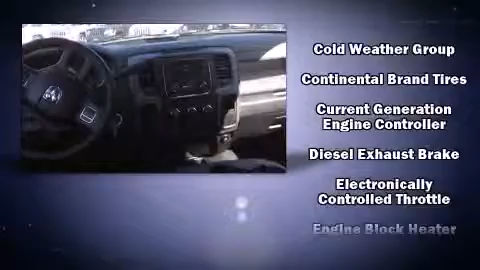 Cold Weather Group
Continental Brand Tires
Current Generation
Engine Controller
Diesel Exhaust Brake
Electronically
Controlled Throttle
Engine Block Heater